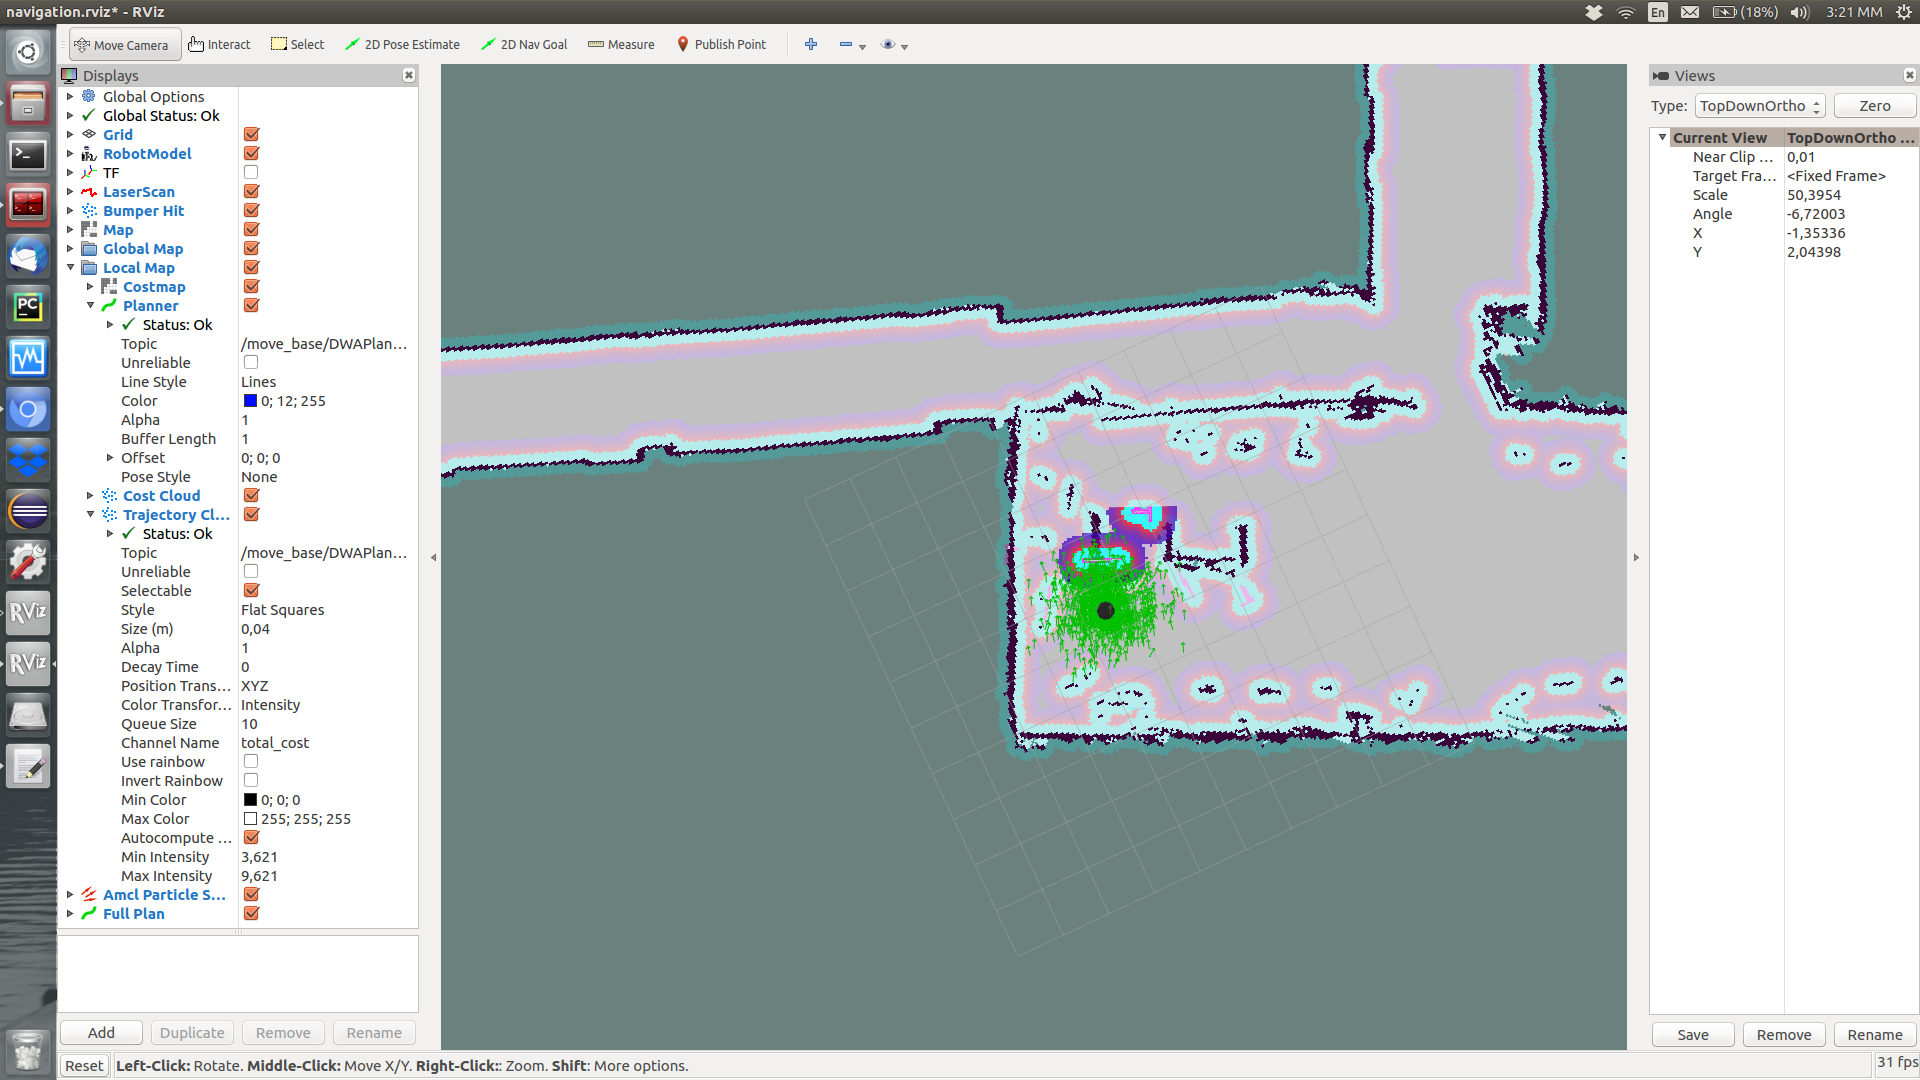 navigation.rviz* - RViz
En
(18%)
3:21 MM
Move Camera
Interact
Select
2D Pose Estimate
2D Nav Goal
Measure
Publish Point
Displays
Global Options
Global Status: Ok
Grid
RobotModel
TF
LaserScan
Bumper Hit
Map
Global Map
Local Map
Costmap
Planner
Status: Ok
Topic /move_base/DWAPlan...
Unreliable
Line Style Lines
Color 0; 12; 255
Alpha 1
Buffer Length 1
Offset 0; 0; 0
Pose Style None
Cost Cloud
Trajectory Cl...
Status: Ok
Topic /move_base/DWAPlan...
Unreliable
Selectable
Style Flat Squares
Size (m) 0,04
Alpha 1
Decay Time 0
Position Trans... XYZ
Color Transfor... Intensity
Queue Size 10
Channel Name total_cost
Use rainbow
Invert Rainbow
Min Color 0; 0; 0
Max Color 255; 255; 255
Autocompute ...
Min Intensity 3,621
Max Intensity 9,621
Amcl Particle S...
Full Plan
Add
Duplicate
Remove
Rename
Reset
Left-Click: Rotate. Middle-Click: Move X/Y. Right-Click:: Zoom. Shift: More options.
31 fps
Views
Type: TopDownOrtho
Zero
Current View TopDownOrtho ...
Near Clip ... 0,01
Target Fra... <Fixed Frame>
Scale 50,3954
Angle -6,72003
X -1,35336
Y 2,04398
Save
Remove
Rename
PC
RViz
RViz